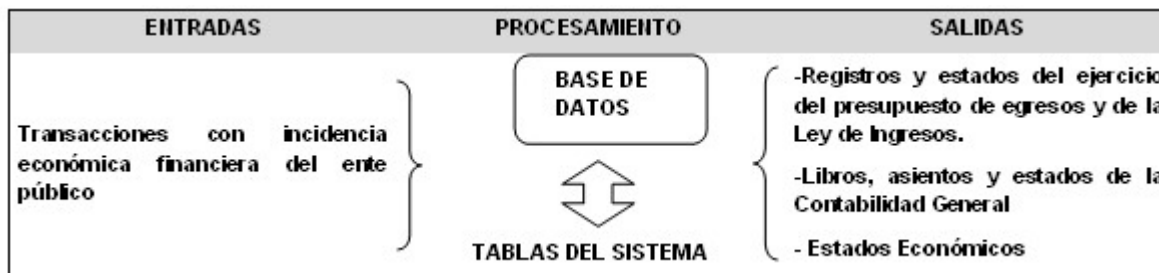 ENTRADAS
PROCESAMIENTO
SALIDAS
Transacciones con incidencia
económica financiera del ente
público
BASE DE
DATOS
TABLAS DEL SISTEMA
-Registros y estados del ejercicio
del presupuesto de egresos y de la
Ley de Ingresos.
-Libros, asientos y estados de la
Contabilidad General
- Estados Económicos